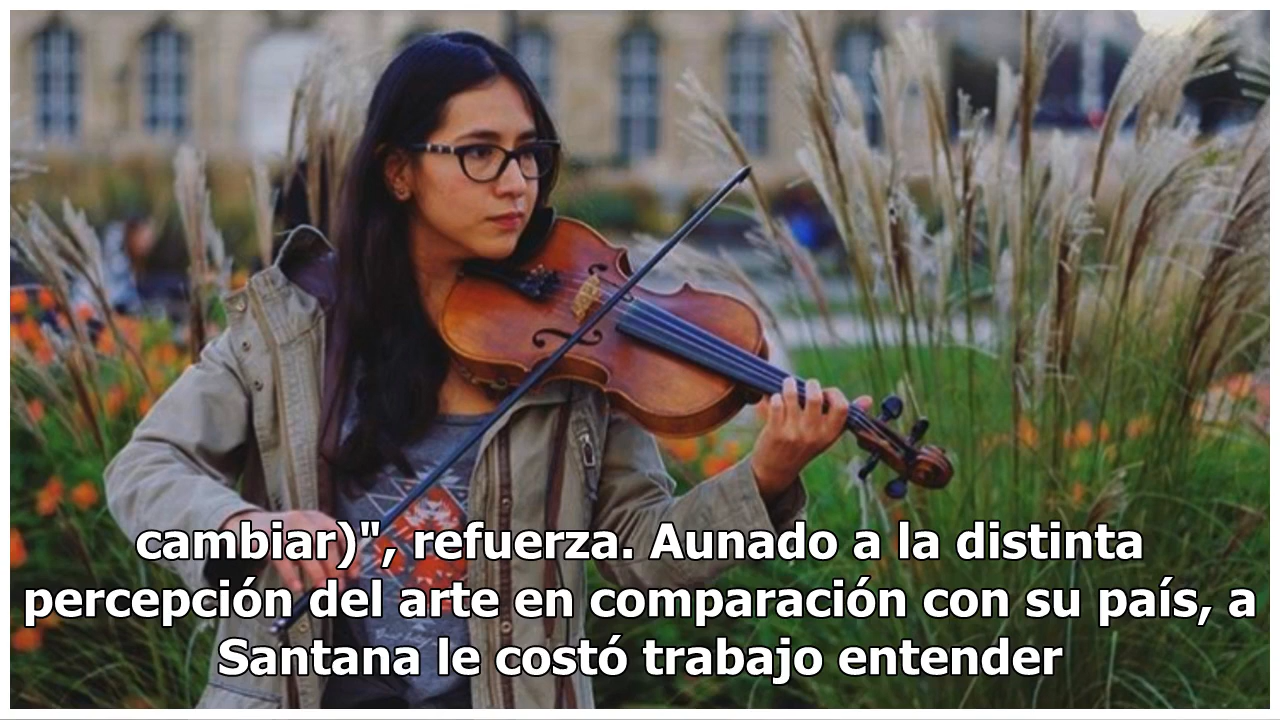 cambiar)", refuerza. Aunado a la distinta
percepción del arte en comparación con su país, a
Santana le costó trabajo entender